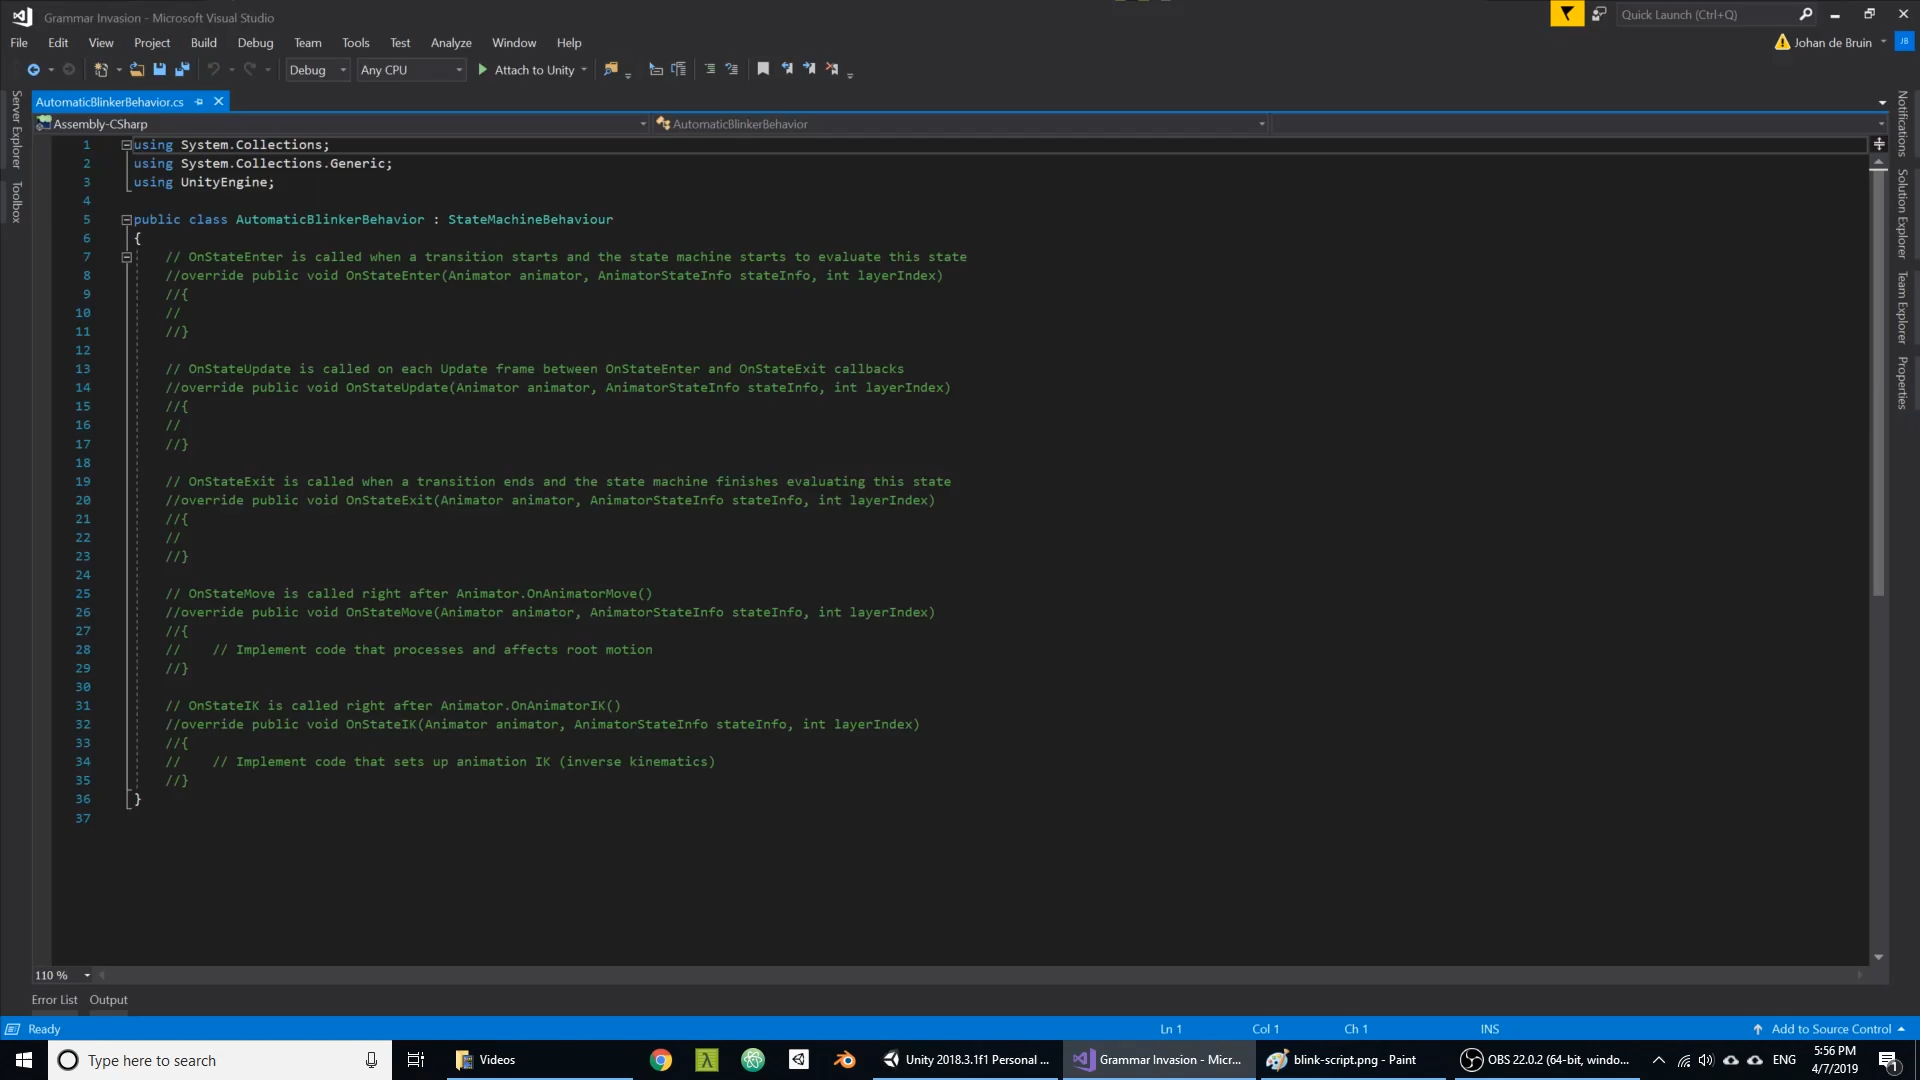 Grammar Invasion - Microsoft Visual Studio
Quick Launch (Ctrl+Q)
File Edit View Project Build Debug Team Tools Test Analyze Window Help
Johan de Bruin JB
Debug Any CPU Attach to Unity
AutomaticBlinkerBehavior.cs
Assembly-CSharp AutomaticBlinkerBehavior
Server Explorer
Toolbox
Notifications
Solution Explorer
Team Explorer
Properties
1 using System.Collections;
2 using System.Collections.Generic;
3 using UnityEngine;
4
5 public class AutomaticBlinkerBehavior : StateMachineBehaviour
6 {
7 // OnStateEnter is called when a transition starts and the state machine starts to evaluate this state
8 //override public void OnStateEnter(Animator animator, AnimatorStateInfo stateInfo, int layerIndex)
9 //{
10 //
11 //}
12
13 // OnStateUpdate is called on each Update frame between OnStateEnter and OnStateExit callbacks
14 //override public void OnStateUpdate(Animator animator, AnimatorStateInfo stateInfo, int layerIndex)
15 //{
16 //
17 //}
18
19 // OnStateExit is called when a transition ends and the state machine finishes evaluating this state
20 //override public void OnStateExit(Animator animator, AnimatorStateInfo stateInfo, int layerIndex)
21 //{
22 //
23 //}
24
25 // OnStateMove is called right after Animator.OnAnimatorMove()
26 //override public void OnStateMove(Animator animator, AnimatorStateInfo stateInfo, int layerIndex)
27 //{
28 //    // Implement code that processes and affects root motion
29 //}
30
31 // OnStateIK is called right after Animator.OnAnimatorIK()
32 //override public void OnStateIK(Animator animator, AnimatorStateInfo stateInfo, int layerIndex)
33 //{
34 //    // Implement code that sets up animation IK (inverse kinematics)
35 //}
36 }
37
110 %
Error List Output
Ready Ln 1 Col 1 Ch 1 INS Add to Source Control
Type here to search Videos Unity 2018.3.1f1 Personal ... Grammar Invasion - Micr... blink-script.png - Paint OBS 22.0.2 (64-bit, windo... ENG 5:56 PM
4/7/2019 1